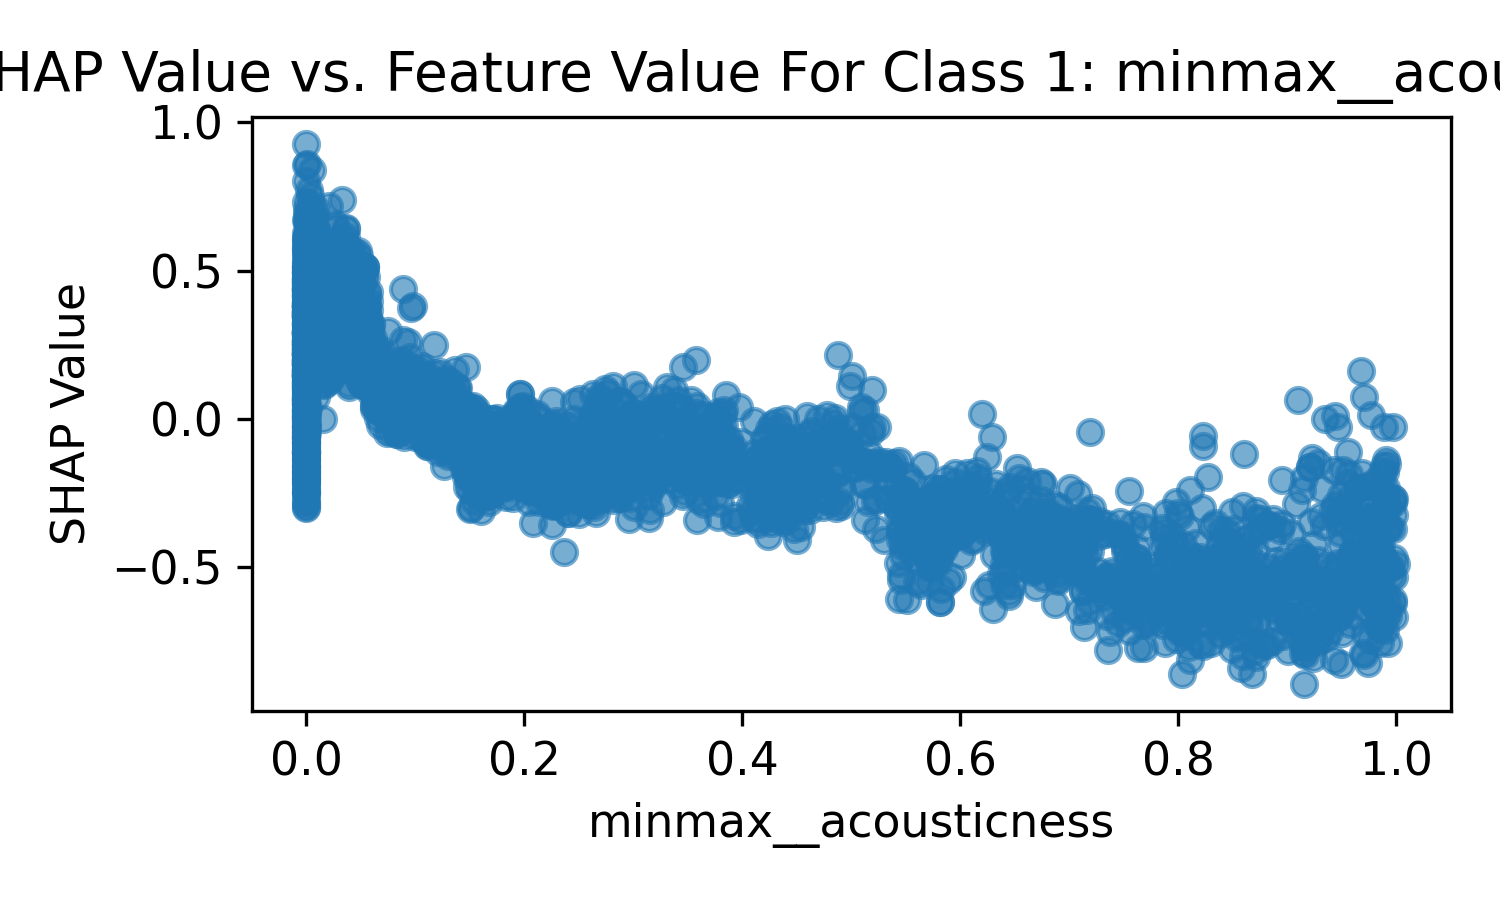 HAP Value vs. Feature Value For Class 1: minmax__acou
1.0
0.5
0.0
−0.5
SHAP Value
0.0 0.2 0.4 0.6 0.8 1.0
minmax__acousticness